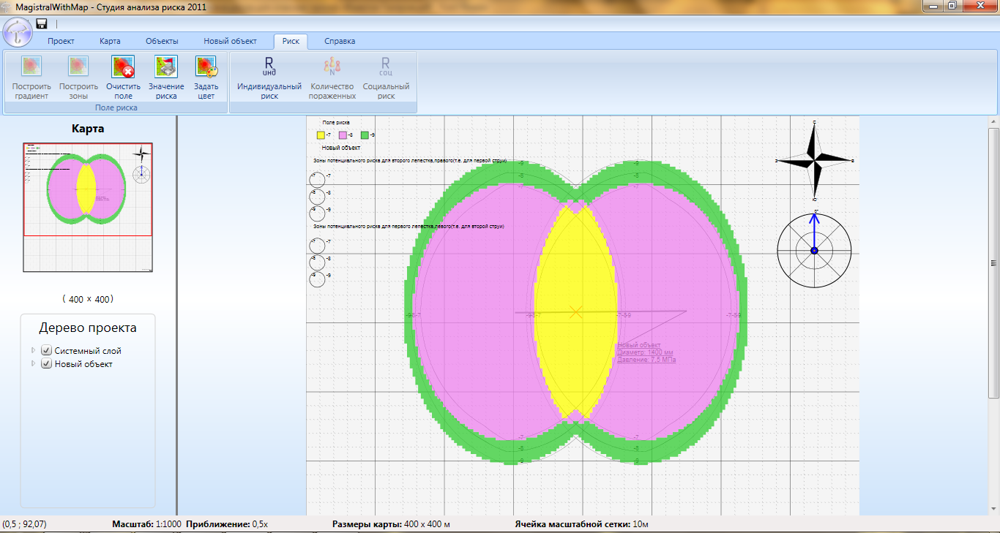 MagistralWithMap - Студия анализа риска 2011
Проект Карта Объекты Новый объект Риск Справка
R R
инд N соц
Построить Построить Очистить Значение Задать Индивидуальный Количество Социальный
градиент зоны поле риска цвет риск пораженных риск
Поле риска
Карта
( 400 x 400)
Дерево проекта
Системный слой
Новый объект
Поле риска
-7 -8 -9
Новый объект
Зоны потенциального риска для второго лепестка,правого(т.е. для первой струи)
-7 -7
-8 -8
-9 -9
Зоны потенциального риска для первого лепестка,левого(т.е. для второй струи)
-7 -7
-8 -8
-9 -9
-9 -9
-8 -8
-7 -7
Новый объект
Диаметр: 1400 мм
Давление: 7,5 МПа
-7 -7
-8 -8
-9 -9
(0,5 ; 92,07) Масштаб: 1:1000 Приближение: 0,5x Размеры карты: 400 x 400 м Ячейка масштабной сетки: 10м